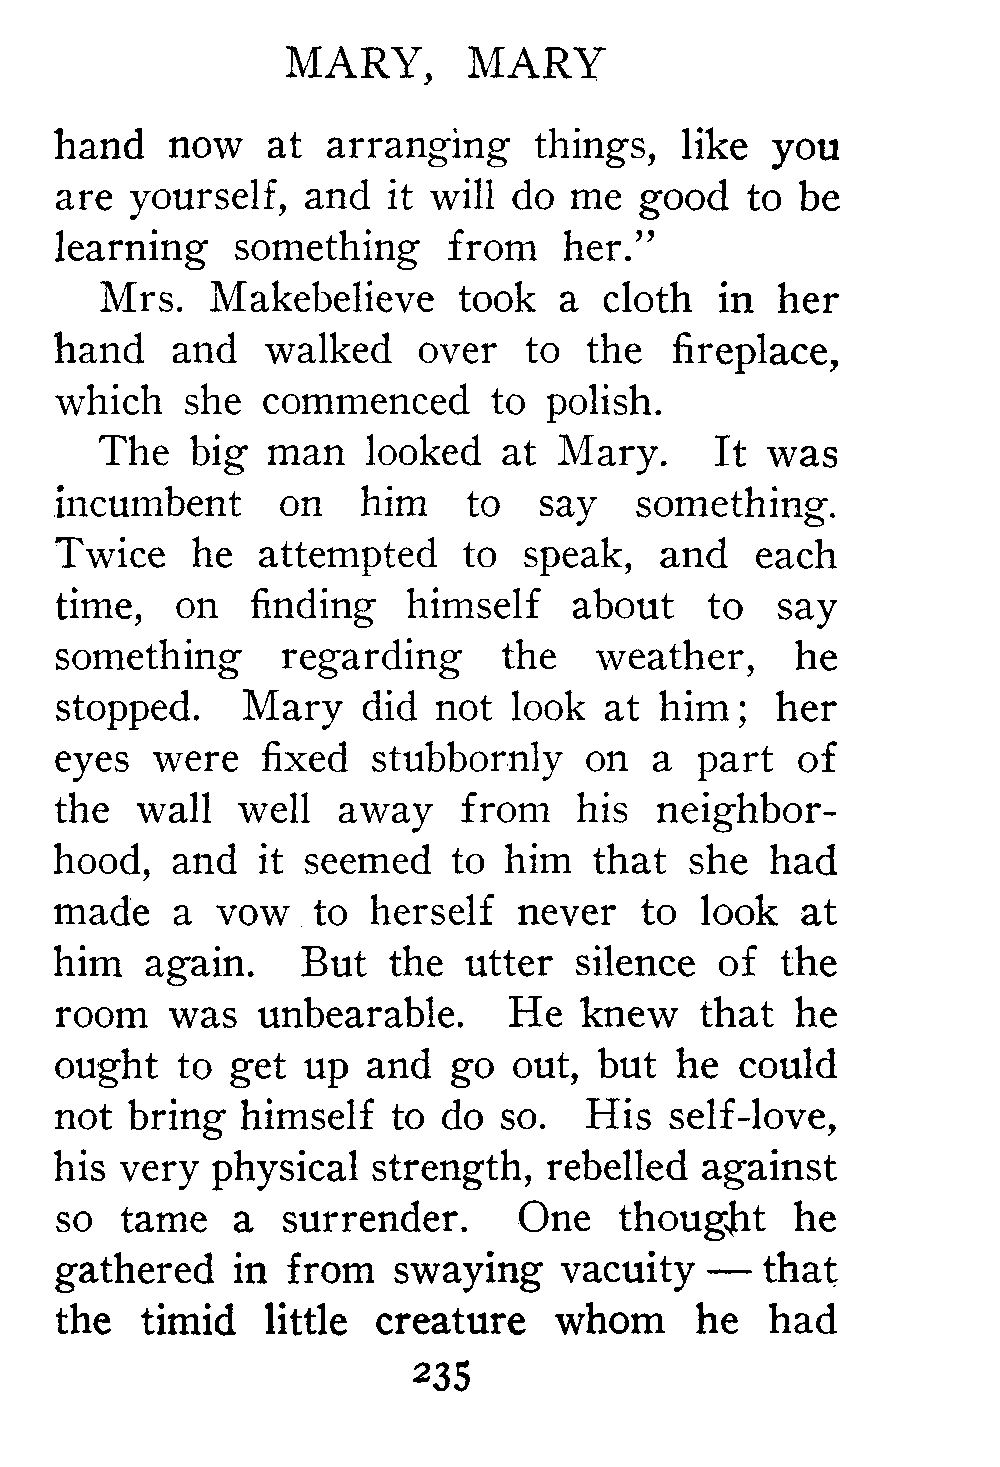 MARY, MARY
hand now at arranging things, like you
are yourself, and it will do me good to be
learning something from her.”
Mrs. Makebelieve took a cloth in her
hand and walked over to the fireplace,
which she commenced to polish.
The big man looked at Mary. It was
incumbent on him to say something.
Twice he attempted to speak, and each
time, on finding himself about to say
something regarding the weather, he
stopped. Mary did not look at him; her
eyes were fixed stubbornly on a part of
the wall well away from his neighbor-
hood, and it seemed to him that she had
made a vow to herself never to look at
him again. But the utter silence of the
room was unbearable. He knew that he
ought to get up and go out, but he could
not bring himself to do so. His self-love,
his very physical strength, rebelled against
so tame a surrender. One thought he
gathered in from swaying vacuity — that
the timid little creature whom he had
235